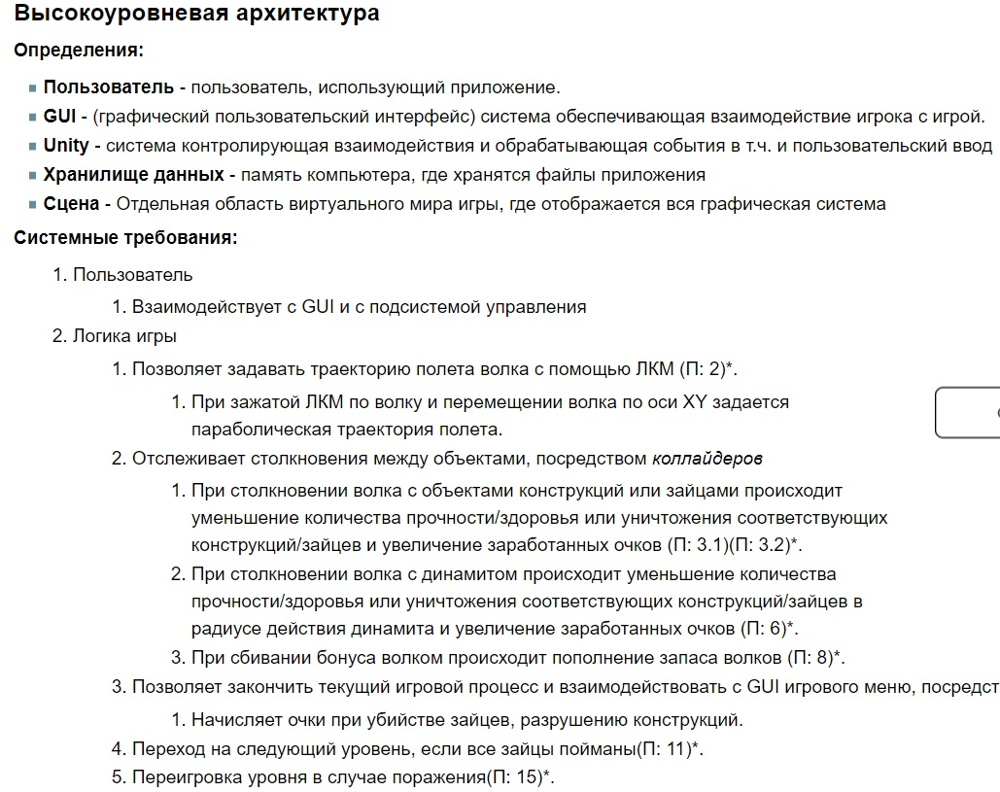 Высокоуровневая архитектура
Определения:
Пользователь - пользователь, использующий приложение.
GUI - (графический пользовательский интерфейс) система обеспечивающая взаимодействие игрока с игрой.
Unity - система контролирующая взаимодействия и обрабатывающая события в т.ч. и пользовательский ввод
Хранилище данных - память компьютера, где хранятся файлы приложения
Сцена - Отдельная область виртуального мира игры, где отображается вся графическая система
Системные требования:
1. Пользователь
1. Взаимодействует с GUI и с подсистемой управления
2. Логика игры
1. Позволяет задавать траекторию полета волка с помощью ЛКМ (П: 2)*.
1. При зажатой ЛКМ по волку и перемещении волка по оси XY задается
параболическая траектория полета.
2. Отслеживает столкновения между объектами, посредством коллайдеров
1. При столкновении волка с объектами конструкций или зайцами происходит
уменьшение количества прочности/здоровья или уничтожения соответствующих
конструкций/зайцев и увеличение заработанных очков (П: 3.1)(П: 3.2)*.
2. При столкновении волка с динамитом происходит уменьшение количества
прочности/здоровья или уничтожения соответствующих конструкций/зайцев в
радиусе действия динамита и увеличение заработанных очков (П: 6)*.
3. При сбивании бонуса волком происходит пополнение запаса волков (П: 8)*.
3. Позволяет закончить текущий игровой процесс и взаимодействовать с GUI игрового меню, посредст
1. Начисляет очки при убийстве зайцев, разрушению конструкций.
4. Переход на следующий уровень, если все зайцы пойманы(П: 11)*.
5. Переигровка уровня в случае поражения(П: 15)*.